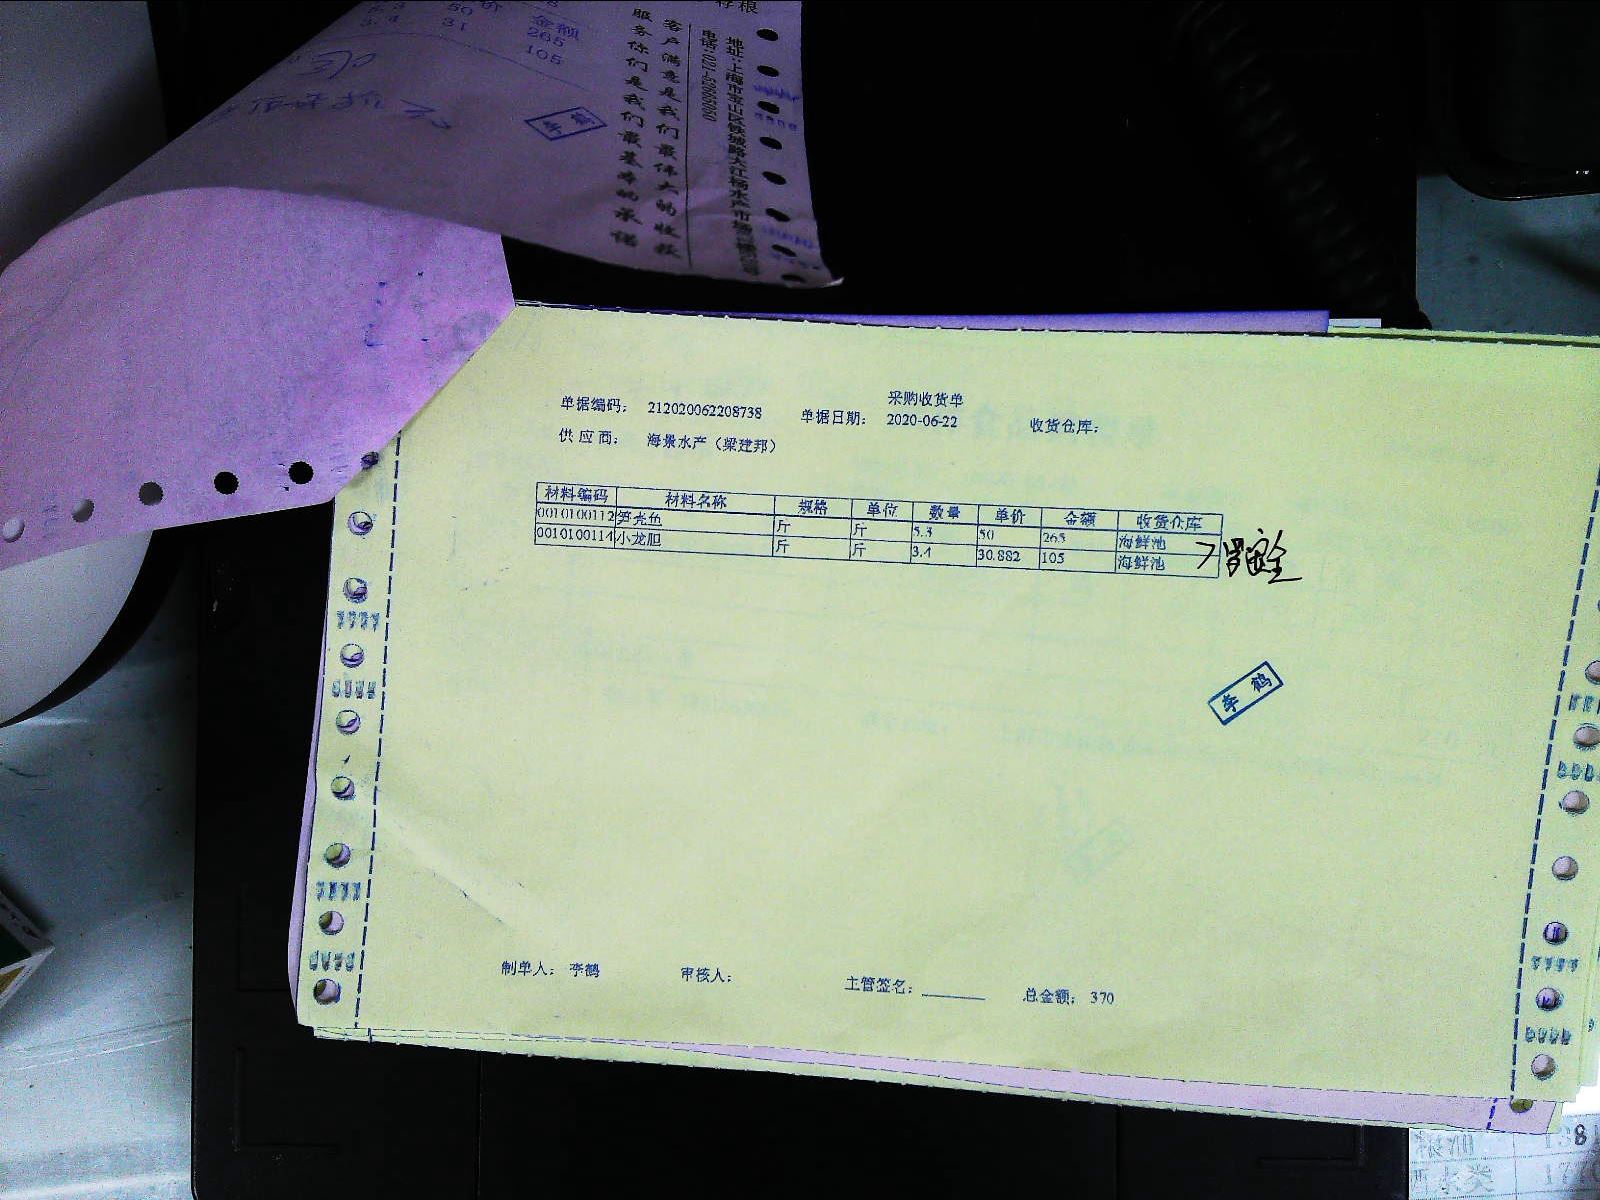 存根
价 金额
5.3 50 265
3.4 31 105
地址:上海市宝山区铁城路大江杨水产市场
客户满意是我们最伟大的收获
服务你们是我们最基本的承诺
李鹤
采购收货单
单据编码: 212020062208738 单据日期: 2020-06-22 收货仓库:
供应商: 海景水产(梁建邦)
材料编码 材料名称 规格 单位 数量 单价 金额 收货仓库
0010100112 笋壳鱼 斤 斤 5.3 50 265 海鲜池
0010100114 小龙胆 斤 斤 3.4 30.882 105 海鲜池
李鹤
制单人: 李鹤 审核人: 主管签名: 总金额: 370
水类